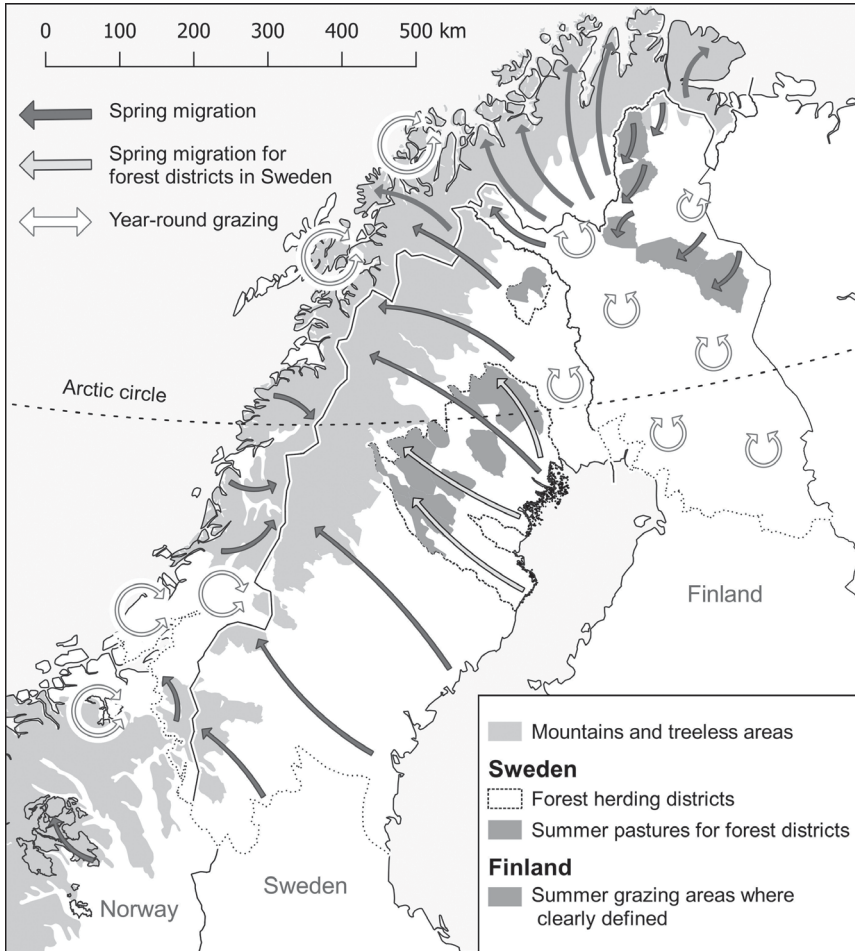 0 100 200 300 400 500 km
Spring migration
Spring migration for
forest districts in Sweden
Year-round grazing
Arctic circle
Finland
Norway
Sweden
Mountains and treeless areas
Sweden
Forest herding districts
Summer pastures for forest districts
Finland
Summer grazing areas where
clearly defined